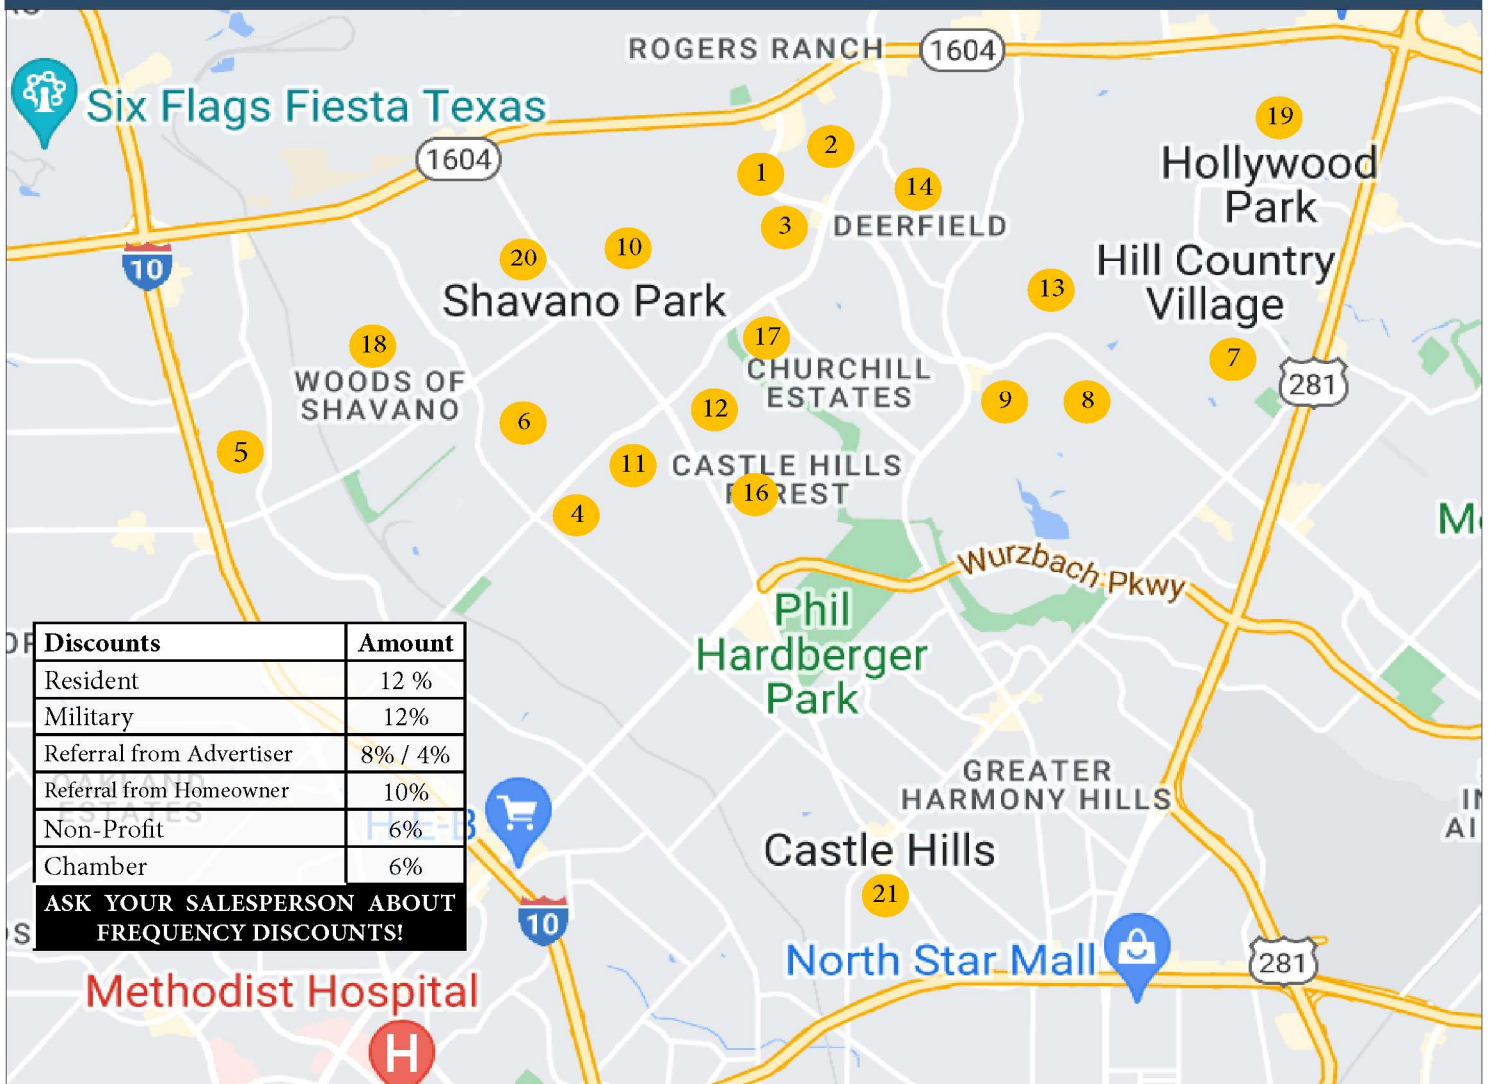 ROGERS RANCH
1604
Six Flags Fiesta Texas
1604
19
2
Hollywood
Park
1
14
3
DEERFIELD
10
20
10
Hill Country
Village
13
Shavano Park
18
17
7
WOODS OF
SHAVANO
CHURCHILL
ESTATES
281
12
9
8
6
5
11
CASTLE HILLS
16
4
Wurzbach Pkwy
Phil
Hardberger
Park
Discounts Amount
Resident 12 %
Military 12%
Referral from Advertiser 8% / 4%
Referral from Homeowner 10%
Non-Profit 6%
Chamber 6%
ASK YOUR SALESPERSON ABOUT
FREQUENCY DISCOUNTS!
OAKLAND
ESTATES
H-E-B
GREATER
HARMONY HILLS
Castle Hills
21
10
North Star Mall
281
Methodist Hospital
H